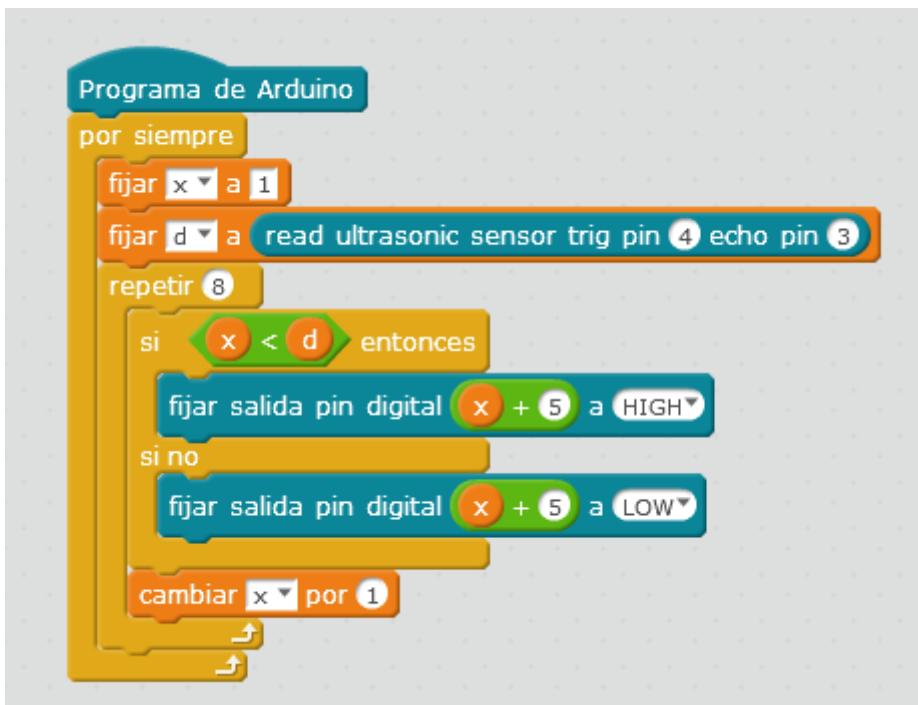 Programa de Arduino
por siempre
fijar x a 1
fijar d a read ultrasonic sensor trig pin 4 echo pin 3
repetir 8
si x < d entonces
fijar salida pin digital x + 5 a HIGH
si no
fijar salida pin digital x + 5 a LOW
cambiar x por 1